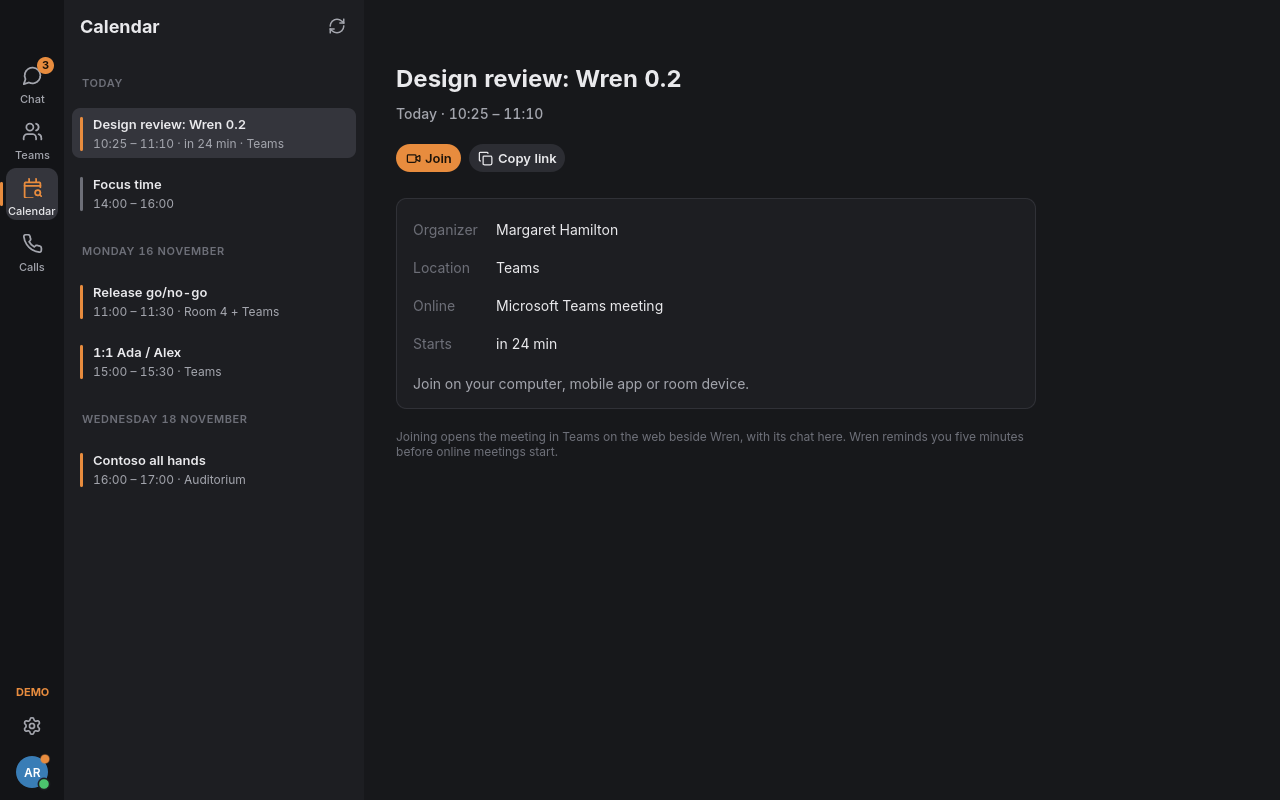 Calendar
3
Chat
Teams
Calendar
Calls
TODAY
Design review: Wren 0.2
10:25 – 11:10 · in 24 min · Teams
Focus time
14:00 – 16:00
MONDAY 16 NOVEMBER
Release go/no-go
11:00 – 11:30 · Room 4 + Teams
1:1 Ada / Alex
15:00 – 15:30 · Teams
WEDNESDAY 18 NOVEMBER
Contoso all hands
16:00 – 17:00 · Auditorium
Design review: Wren 0.2
Today · 10:25 – 11:10
Join
Copy link
Organizer Margaret Hamilton
Location Teams
Online Microsoft Teams meeting
Starts in 24 min
Join on your computer, mobile app or room device.
Joining opens the meeting in Teams on the web beside Wren, with its chat here. Wren reminds you five minutes
before online meetings start.
DEMO
AR